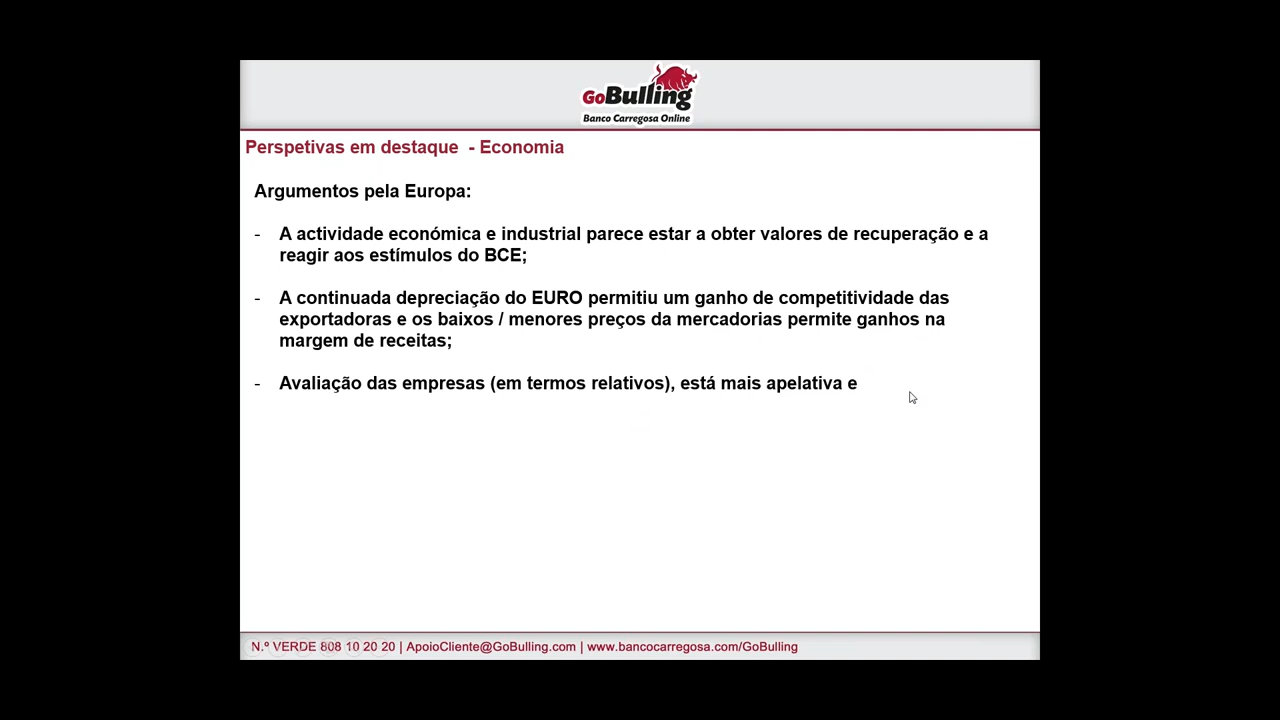 GoBulling
Banco Carregosa Online
Perspetivas em destaque - Economia
Argumentos pela Europa:
- A actividade económica e industrial parece estar a obter valores de recuperação e a
reagir aos estímulos do BCE;
- A continuada depreciação do EURO permitiu um ganho de competitividade das
exportadoras e os baixos / menores preços da mercadorias permite ganhos na
margem de receitas;
- Avaliação das empresas (em termos relativos), está mais apelativa e
N.º VERDE 808 10 20 20 | ApoioCliente@GoBulling.com | www.bancocarregosa.com/GoBulling